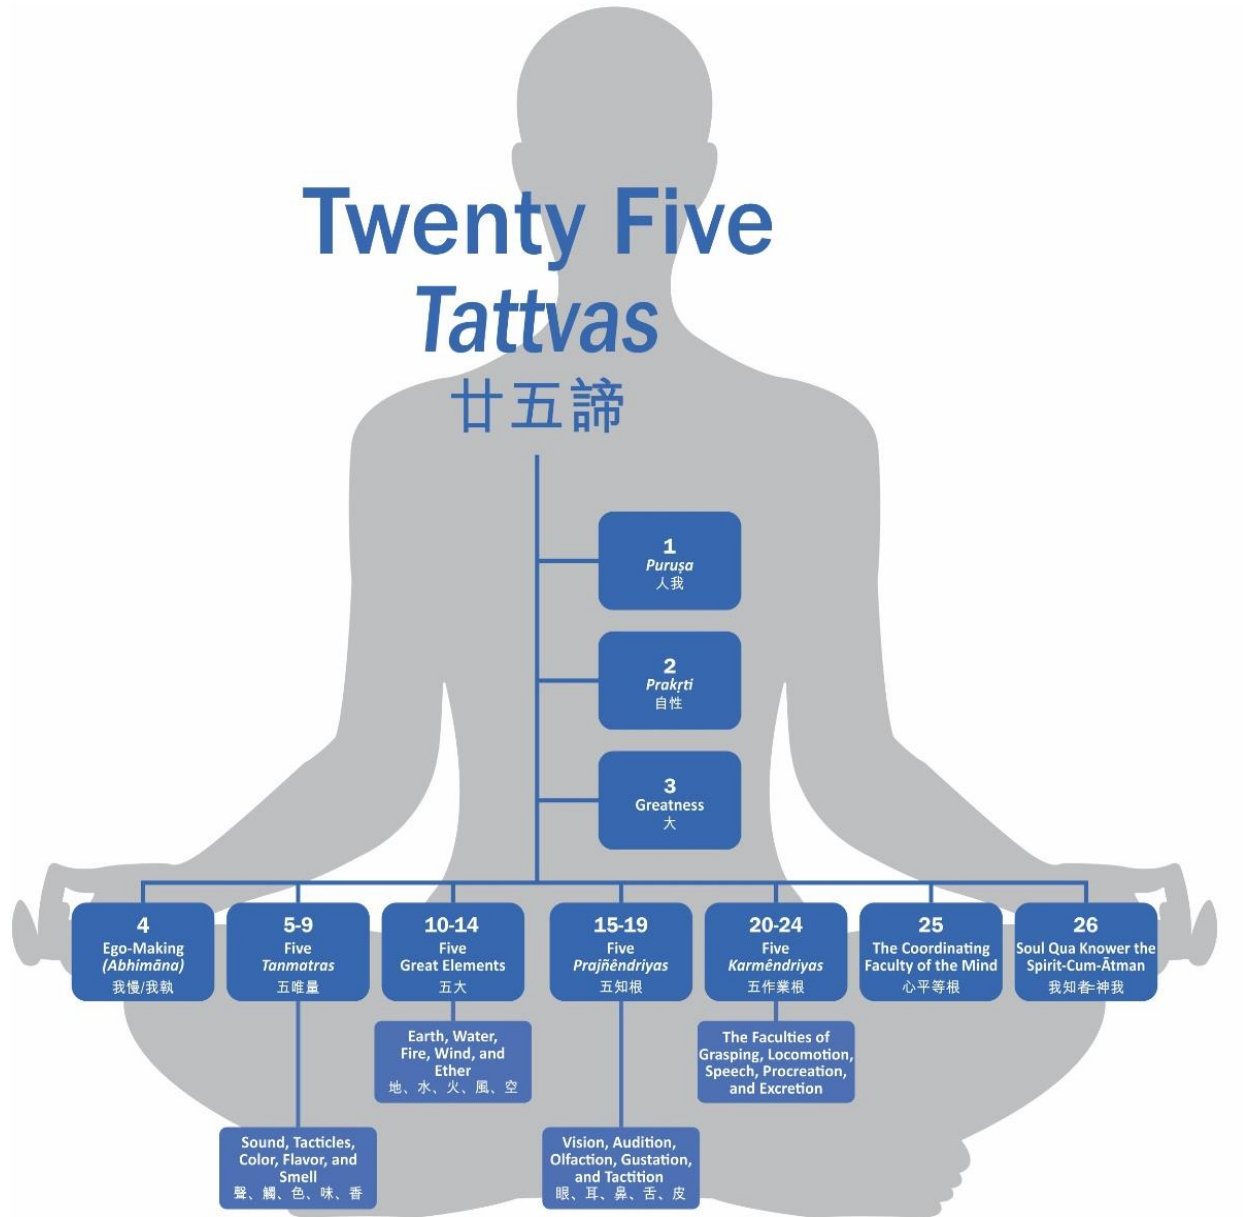 Twenty Five
Tattvas
廿五諦
1
Puruṣa
人我
2
Prakṛti
自性
3
Greatness
大
4
Ego-Making
(Abhimāna)
我慢/我執
5-9
Five
Tanmatras
五唯量
10-14
Five
Great Elements
五大
15-19
Five
Prajñêndriyas
五知根
20-24
Five
Karmêndriyas
五作業根
25
The Coordinating
Faculty of the Mind
心平等根
26
Soul Qua Knower the
Spirit-Cum-Ātman
我知者=神我
Earth, Water,
Fire, Wind, and
Ether
地、水、火、風、空
The Faculties of
Grasping, Locomotion,
Speech, Procreation,
and Excretion
Sound, Tacticles,
Color, Flavor, and
Smell
聲、觸、色、味、香
Vision, Audition,
Olfaction, Gustation,
and Tactition
眼、耳、鼻、舌、皮